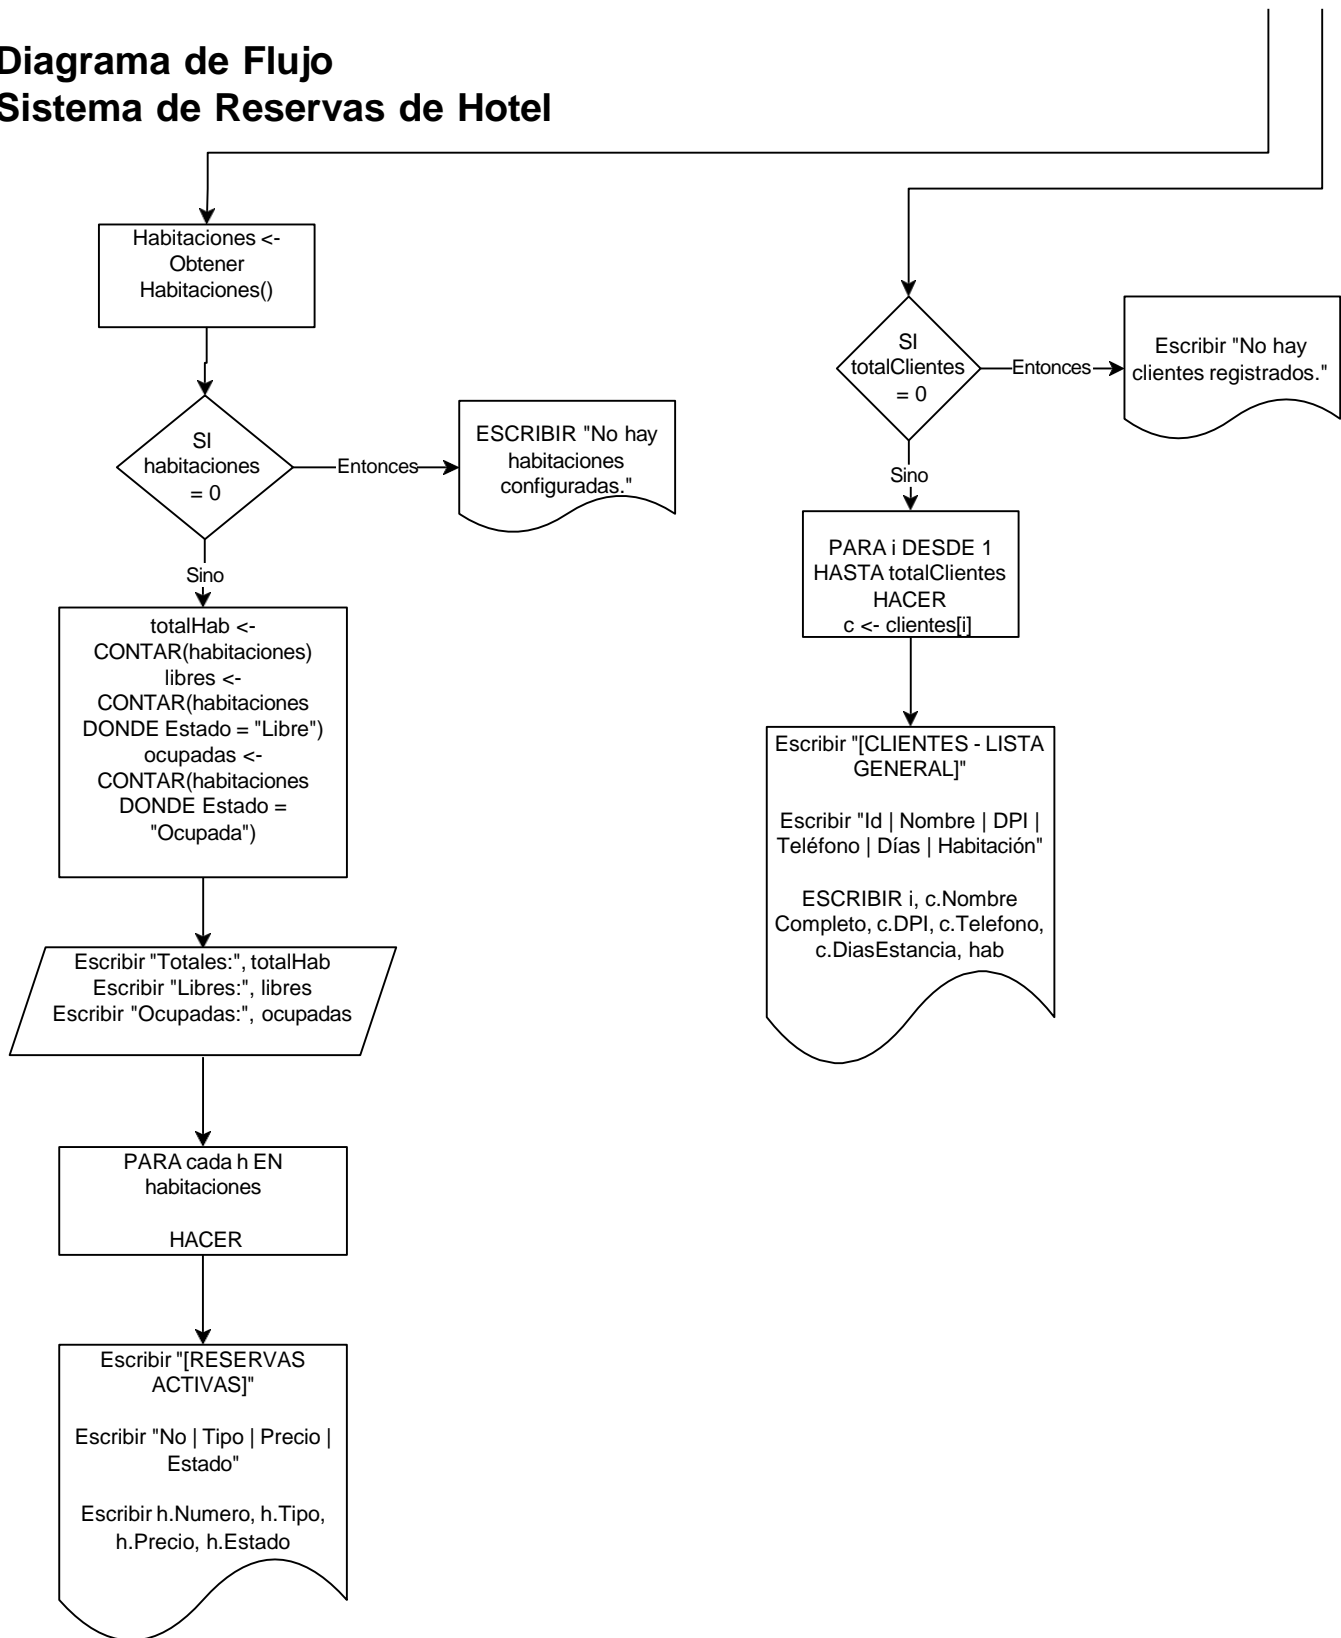 Diagrama de Flujo
Sistema de Reservas de Hotel
Habitaciones <-
Obtener
Habitaciones()
SI
habitaciones
= 0
Entonces
ESCRIBIR "No hay
habitaciones
configuradas."
Sino
totalHab <-
CONTAR(habitaciones)
libres <-
CONTAR(habitaciones
DONDE Estado = "Libre")
ocupadas <-
CONTAR(habitaciones
DONDE Estado =
"Ocupada")
Escribir "Totales:", totalHab
Escribir "Libres:", libres
Escribir "Ocupadas:", ocupadas
PARA cada h EN
habitaciones
HACER
Escribir "[RESERVAS
ACTIVAS]"
Escribir "No | Tipo | Precio |
Estado"
Escribir h.Numero, h.Tipo,
h.Precio, h.Estado
SI
totalClientes
= 0
Entonces
Escribir "No hay
clientes registrados."
Sino
PARA i DESDE 1
HASTA totalClientes
HACER
c <- clientes[i]
Escribir "[CLIENTES - LISTA
GENERAL]"
Escribir "Id | Nombre | DPI |
Teléfono | Días | Habitación"
ESCRIBIR i, c.Nombre
Completo, c.DPI, c.Telefono,
c.DiasEstancia, hab